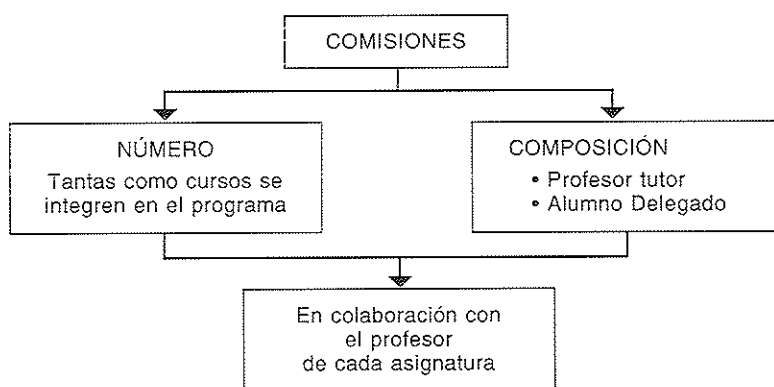 COMISIONES
NÚMERO
Tantas como cursos se
integren en el programa
COMPOSICIÓN
• Profesor tutor
• Alumno Delegado
En colaboración con
el profesor
de cada asignatura